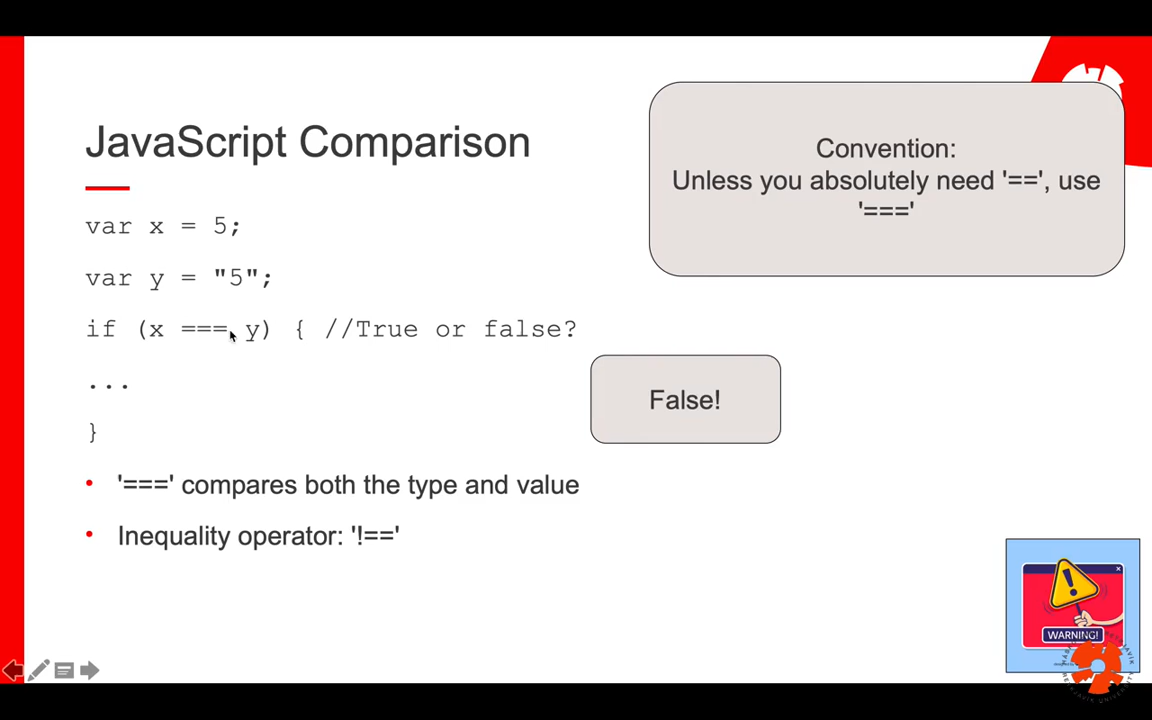 JavaScript Comparison
Convention:
Unless you absolutely need '==', use
'==='
var x = 5;
var y = "5";
if (x === y) { //True or false?
...
}
False!
• '===' compares both the type and value
• Inequality operator: '!=='
WARNING!